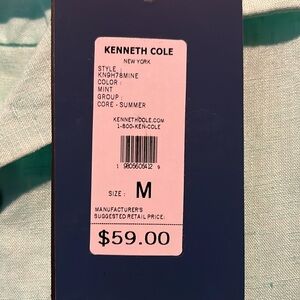 KENNETH COLE
NEW YORK
STYLE :
KN9H78MINE
COLOR :
MINT
GROUP :
CORE - SUMMER
KENNETHCOLE.COM
1-800-KEN-COLE
SIZE : M
MANUFACTURER'S
SUGGESTED RETAIL PRICE:
$59.00